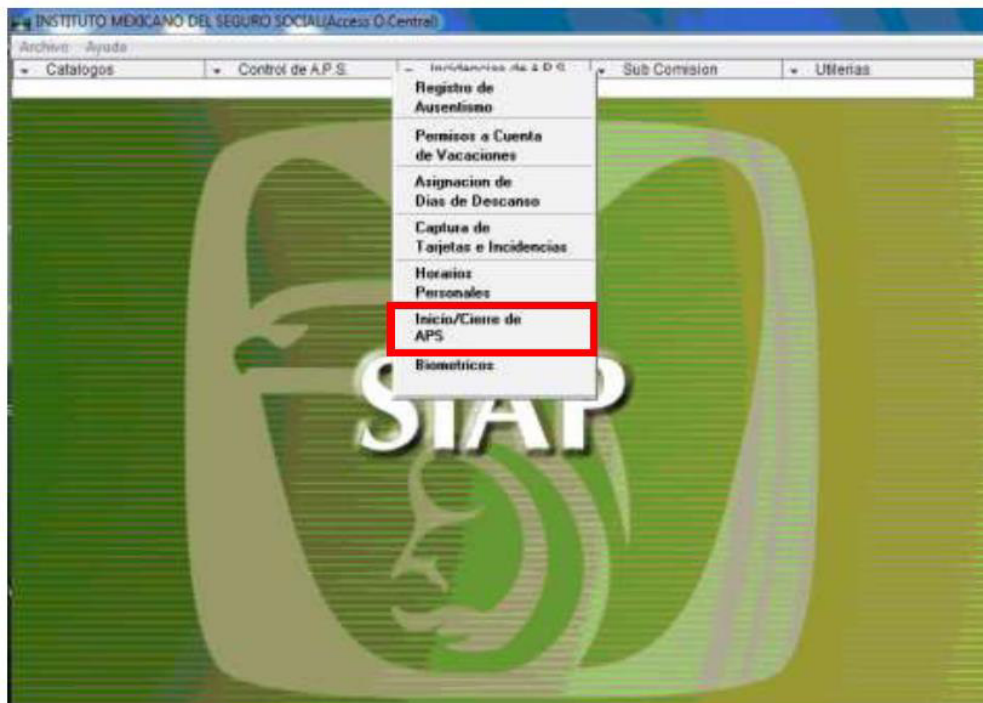 INSTITUTO MEXICANO DEL SEGURO SOCIAL(Access O.Central)
Archivo Ayuda
Catalogos Control de A.P.S. Incidencias de A.P.S. Sub Comision Utilerias
Registro de
Ausentismo
Permisos a Cuenta
de Vacaciones
Asignacion de
Dias de Descanso
Captura de
Tarjetas e Incidencias
Horarios
Personales
Inicio/Cierre de
APS
Biometricos
SIAP